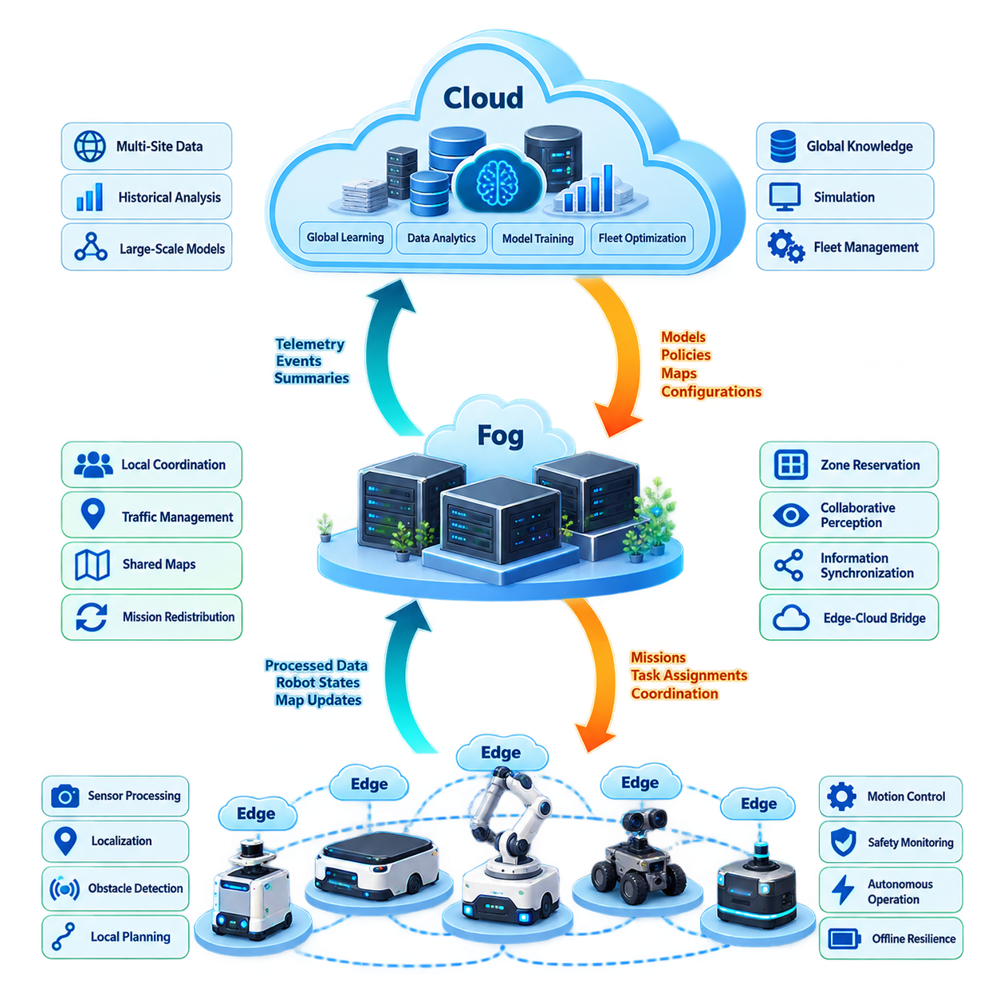 Cloud
Multi-Site Data
Historical Analysis
Large-Scale Models
Global Learning
Data Analytics
Model Training
Fleet Optimization
Global Knowledge
Simulation
Fleet Management
Telemetry
Events
Summaries
Models
Policies
Maps
Configurations
Fog
Local Coordination
Traffic Management
Shared Maps
Mission Redistribution
Zone Reservation
Collaborative
Perception
Information
Synchronization
Edge-Cloud Bridge
Processed Data
Robot States
Map Updates
Missions
Task Assignments
Coordination
Edge
Edge
Edge
Edge
Edge
Sensor Processing
Localization
Obstacle Detection
Local Planning
Motion Control
Safety Monitoring
Autonomous
Operation
Offline Resilience